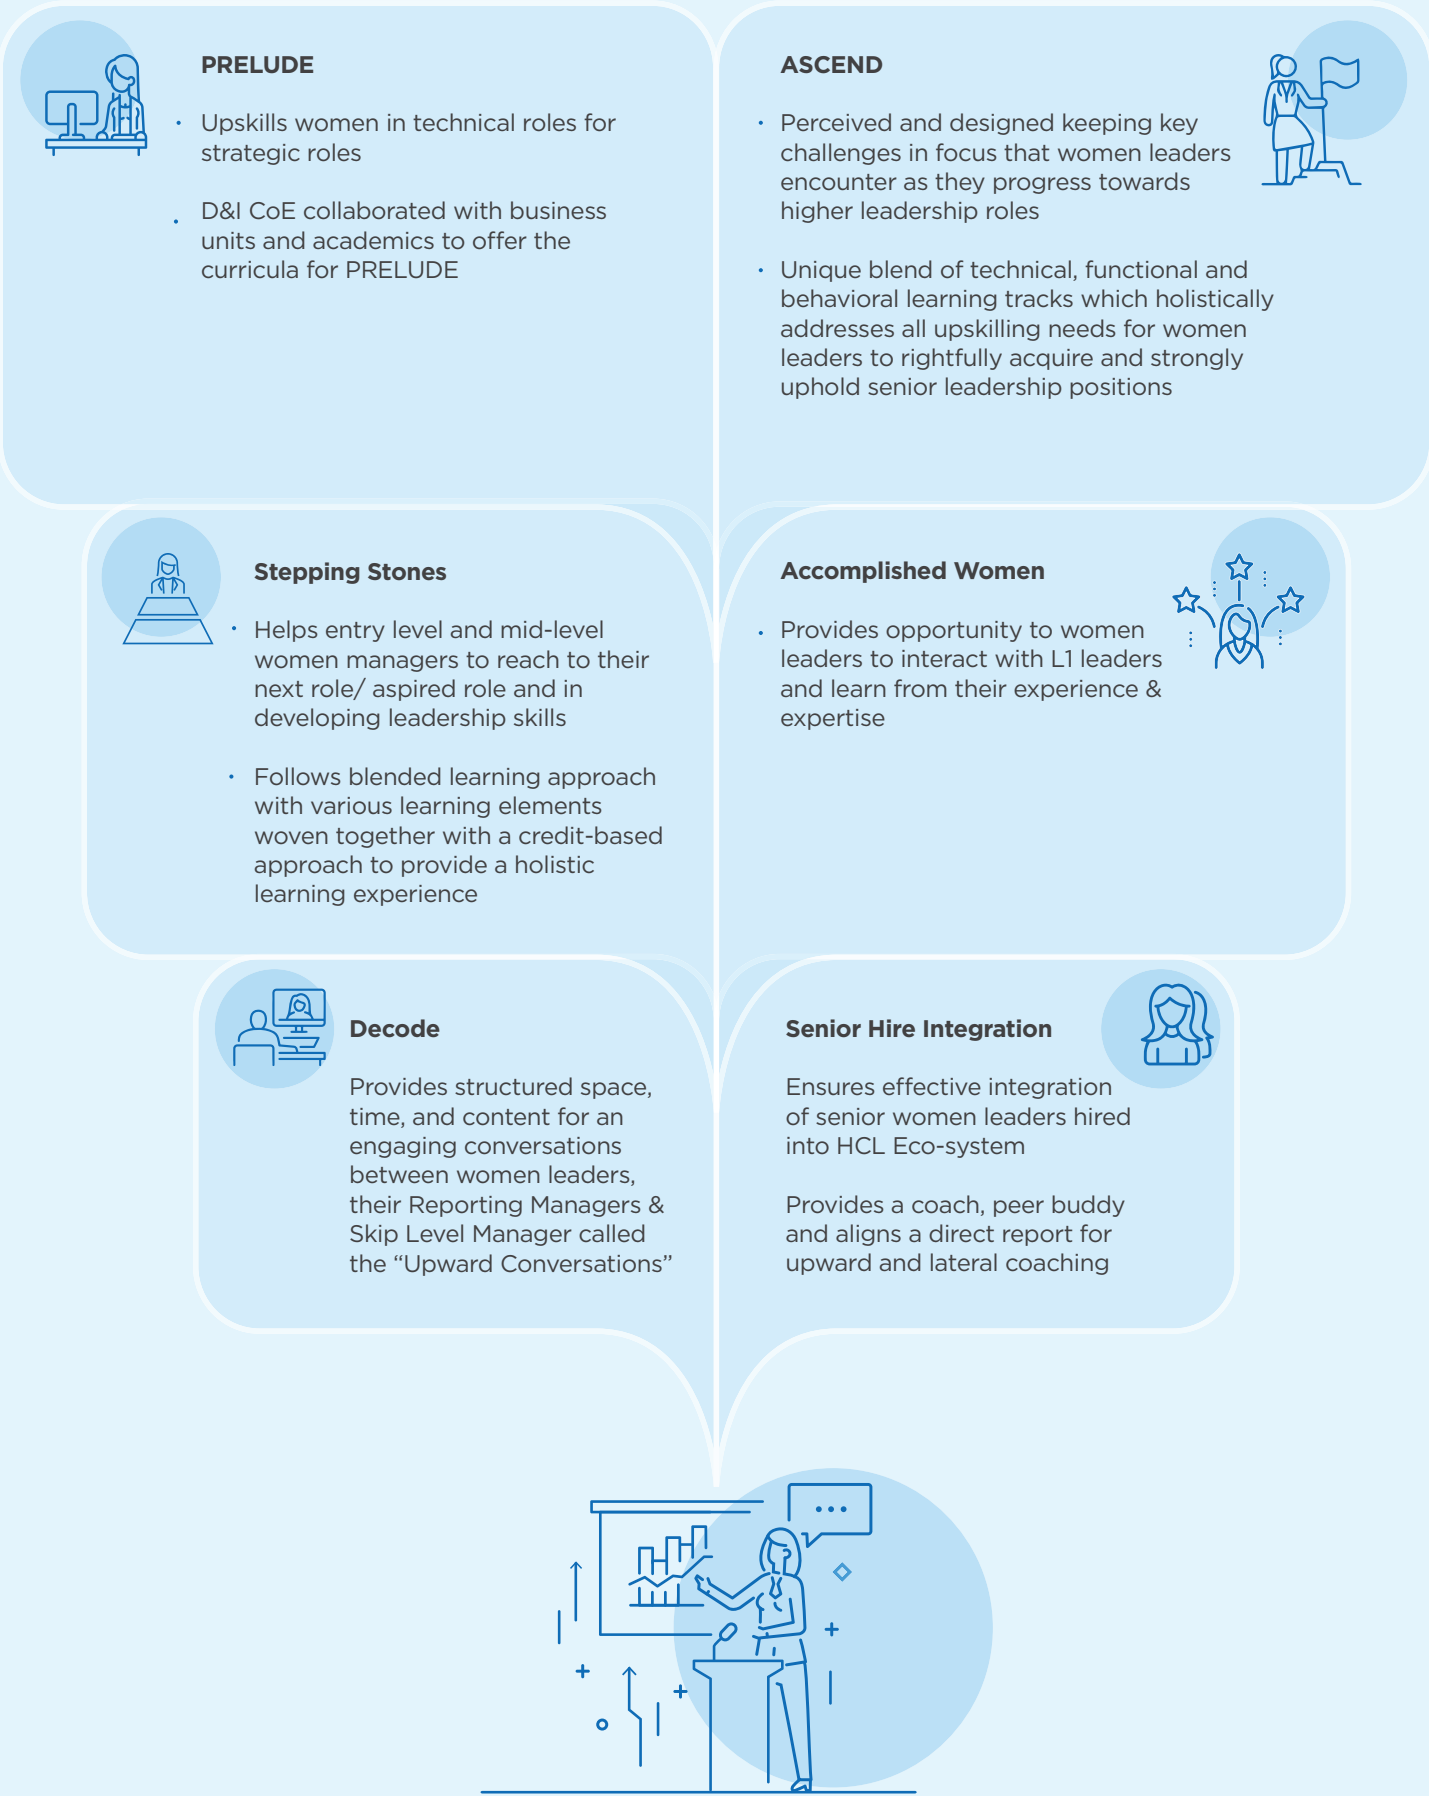 PRELUDE
· Upskills women in technical roles for
strategic roles
· D&I CoE collaborated with business
units and academics to offer the
curricula for PRELUDE
ASCEND
· Perceived and designed keeping key
challenges in focus that women leaders
encounter as they progress towards
higher leadership roles
· Unique blend of technical, functional and
behavioral learning tracks which holistically
addresses all upskilling needs for women
leaders to rightfully acquire and strongly
uphold senior leadership positions
Stepping Stones
· Helps entry level and mid-level
women managers to reach to their
next role/ aspired role and in
developing leadership skills
· Follows blended learning approach
with various learning elements
woven together with a credit-based
approach to provide a holistic
learning experience
Accomplished Women
· Provides opportunity to women
leaders to interact with L1 leaders
and learn from their experience &
expertise
Decode
Provides structured space,
time, and content for an
engaging conversations
between women leaders,
their Reporting Managers &
Skip Level Manager called
the “Upward Conversations”
Senior Hire Integration
Ensures effective integration
of senior women leaders hired
into HCL Eco-system
Provides a coach, peer buddy
and aligns a direct report for
upward and lateral coaching